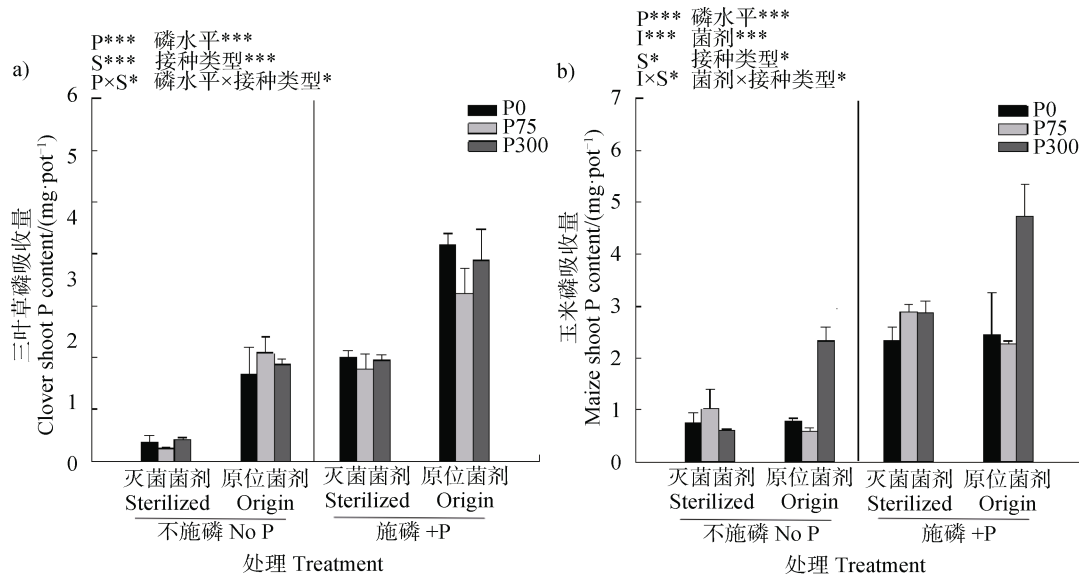 a)
P*** 磷水平***
S*** 接种类型***
P×S* 磷水平×接种类型*
6
5
4
3
2
1
0
三叶草磷吸收量
Clover shoot P content/(mg·pot⁻¹)
P0
P75
P300
灭菌菌剂 原位菌剂 灭菌菌剂 原位菌剂
Sterilized Origin Sterilized Origin
不施磷 No P 施磷 +P
处理 Treatment
b)
P*** 磷水平***
I*** 菌剂***
S* 接种类型*
I×S* 菌剂×接种类型*
7
6
5
4
3
2
1
0
玉米磷吸收量
Maize shoot P content/(mg·pot⁻¹)
P0
P75
P300
灭菌菌剂 原位菌剂 灭菌菌剂 原位菌剂
Sterilized Origin Sterilized Origin
不施磷 No P 施磷 +P
处理 Treatment